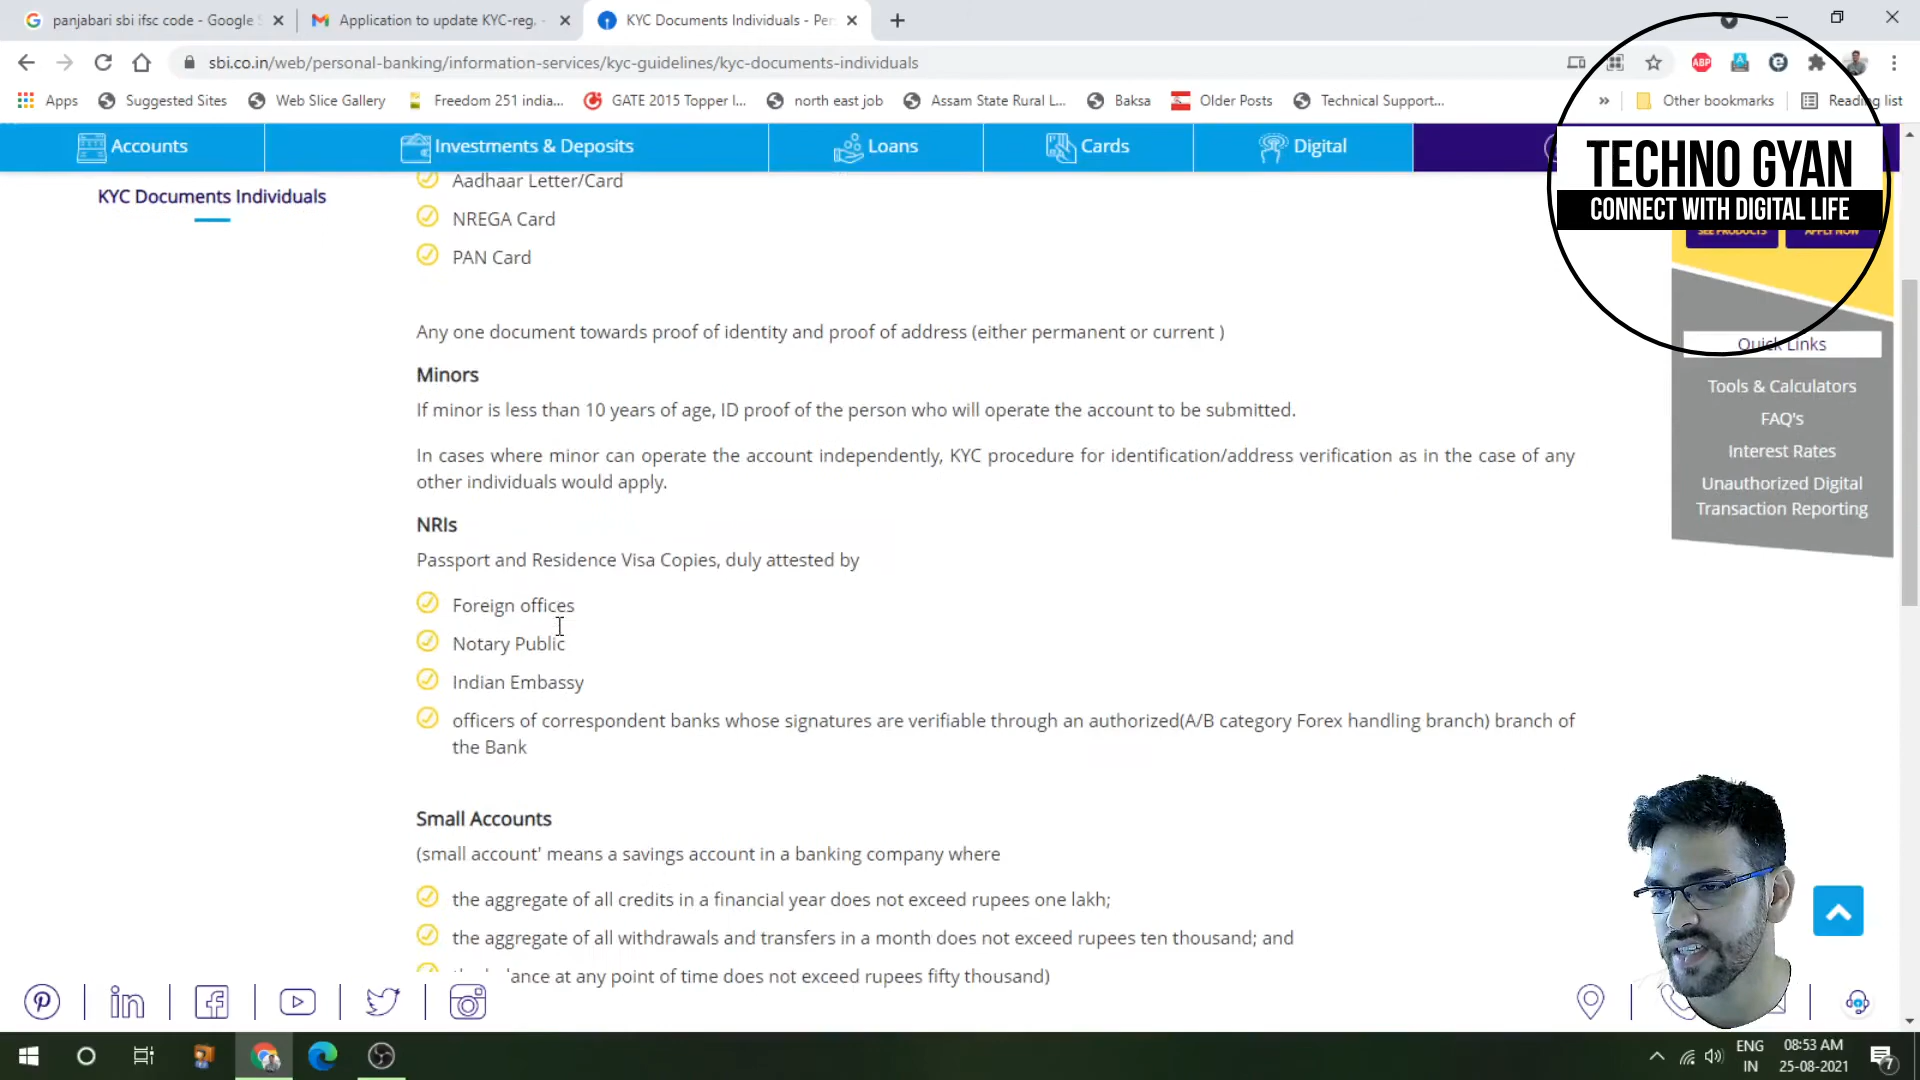 panjabari sbi ifsc code - Google S
Application to update KYC-reg. -
KYC Documents Individuals - Per
sbi.co.in/web/personal-banking/information-services/kyc-guidelines/kyc-documents-individuals
ABP
Apps
Suggested Sites
Web Slice Gallery
Freedom 251 india...
GATE 2015 Topper I...
north east job
Assam State Rural L...
Baksa
Older Posts
Technical Support...
»
Other bookmarks
Reading list
Accounts
Investments & Deposits
Loans
Cards
Digital
TECHNO GYAN
CONNECT WITH DIGITAL LIFE
SEE PRODUCTS
APPLY NOW
KYC Documents Individuals
Aadhaar Letter/Card
NREGA Card
PAN Card
Any one document towards proof of identity and proof of address (either permanent or current )
Minors
If minor is less than 10 years of age, ID proof of the person who will operate the account to be submitted.
In cases where minor can operate the account independently, KYC procedure for identification/address verification as in the case of any
other individuals would apply.
NRIs
Passport and Residence Visa Copies, duly attested by
Foreign offices
Notary Public
Indian Embassy
officers of correspondent banks whose signatures are verifiable through an authorized(A/B category Forex handling branch) branch of
the Bank
Small Accounts
(small account' means a savings account in a banking company where
the aggregate of all credits in a financial year does not exceed rupees one lakh;
the aggregate of all withdrawals and transfers in a month does not exceed rupees ten thousand; and
ance at any point of time does not exceed rupees fifty thousand)
Quick Links
Tools & Calculators
FAQ's
Interest Rates
Unauthorized Digital
Transaction Reporting
ENG
IN
08:53 AM
25-08-2021
7